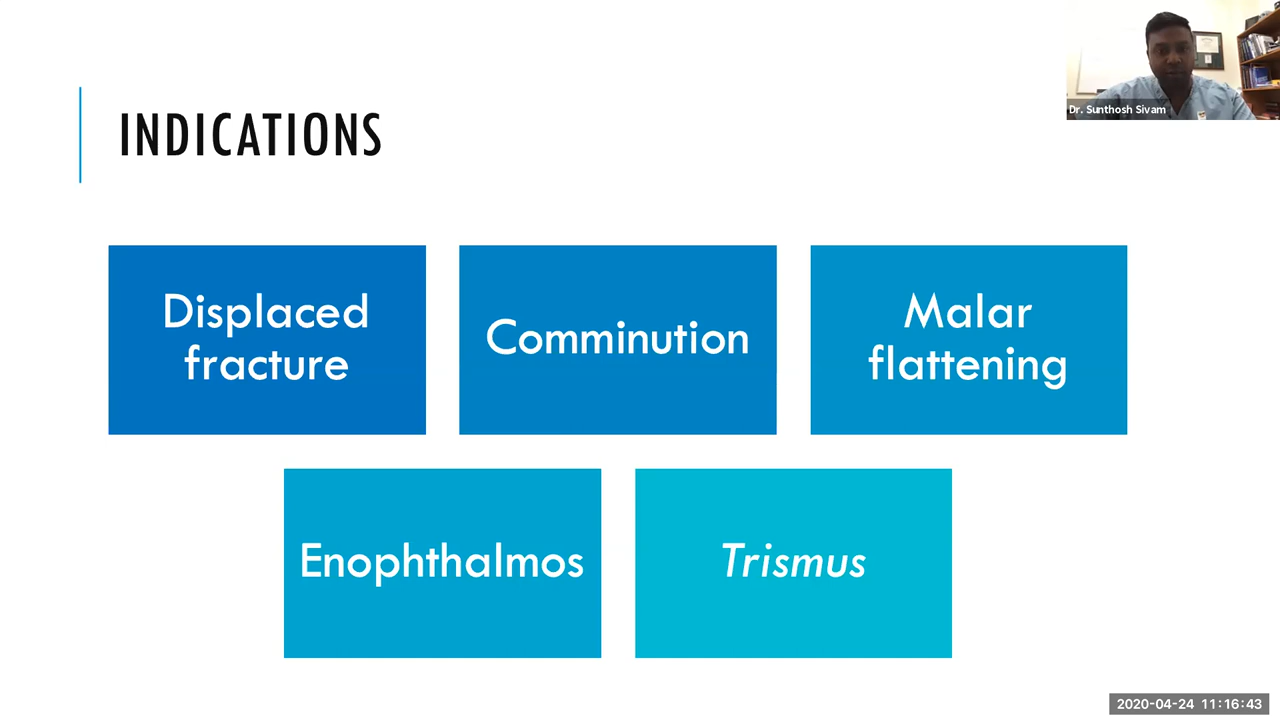 Dr. Sunthosh Sivam
INDICATIONS
Displaced
fracture
Comminution
Malar
flattening
Enophthalmos
Trismus
2020-04-24 11:16:43